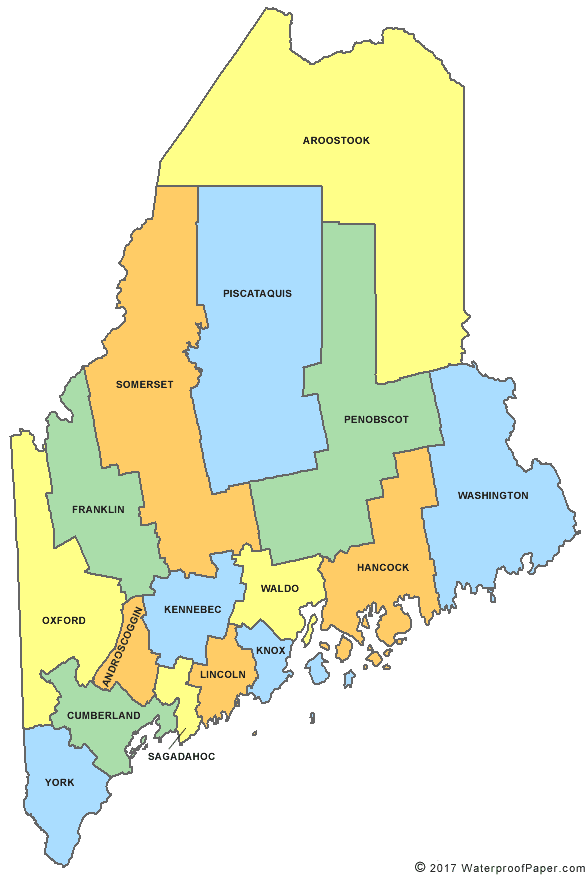 AROOSTOOK
PISCATAQUIS
SOMERSET
PENOBSCOT
WASHINGTON
FRANKLIN
HANCOCK
WALDO
KENNEBEC
OXFORD
ANDROSCOGGIN
KNOX
LINCOLN
CUMBERLAND
SAGADAHOC
YORK
© 2017 WaterproofPaper.com